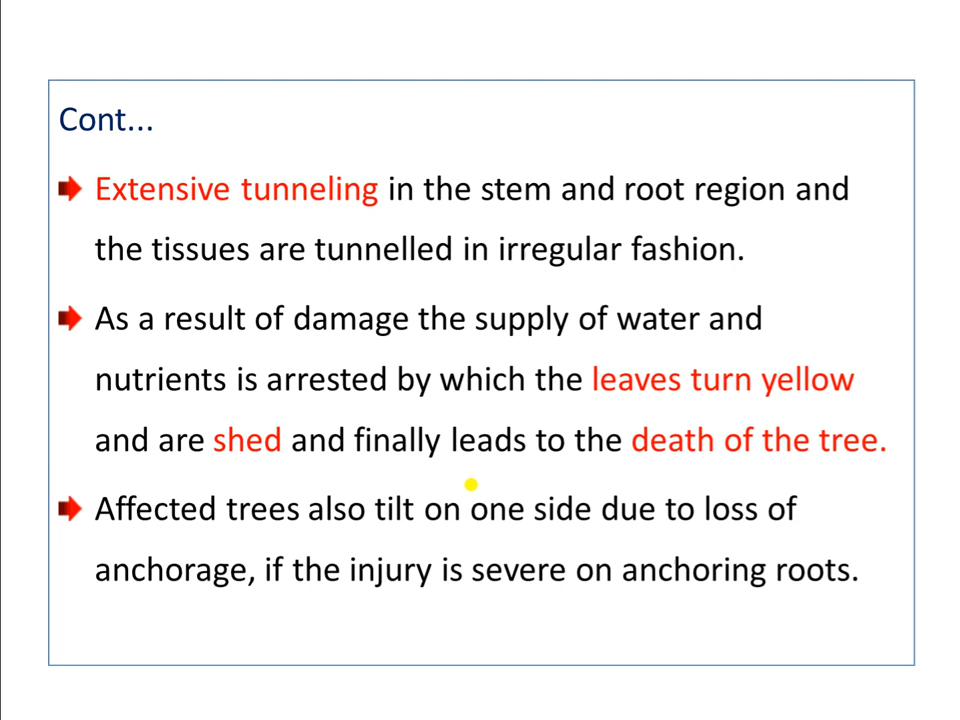 Cont...
Extensive tunneling in the stem and root region and
the tissues are tunnelled in irregular fashion.
As a result of damage the supply of water and
nutrients is arrested by which the leaves turn yellow
and are shed and finally leads to the death of the tree.
Affected trees also tilt on one side due to loss of
anchorage, if the injury is severe on anchoring roots.